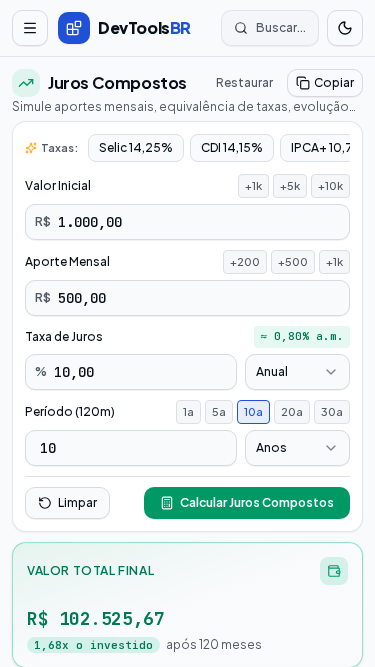 DevToolsBR
Buscar...
Juros Compostos
Restaurar
Copiar
Simule aportes mensais, equivalência de taxas, evolução...
Taxas:
Selic 14,25%
CDI 14,15%
IPCA+ 10,7
Valor Inicial
+1k
+5k
+10k
R$ 1.000,00
Aporte Mensal
+200
+500
+1k
R$ 500,00
Taxa de Juros
≈ 0,80% a.m.
% 10,00
Anual
Período (120m)
1a
5a
10a
20a
30a
10
Anos
Limpar
Calcular Juros Compostos
VALOR TOTAL FINAL
R$ 102.525,67
1,68x o investido
após 120 meses